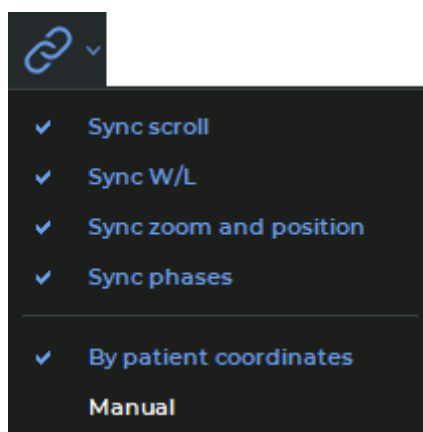 Sync scroll
Sync W/L
Sync zoom and position
Sync phases
By patient coordinates
Manual